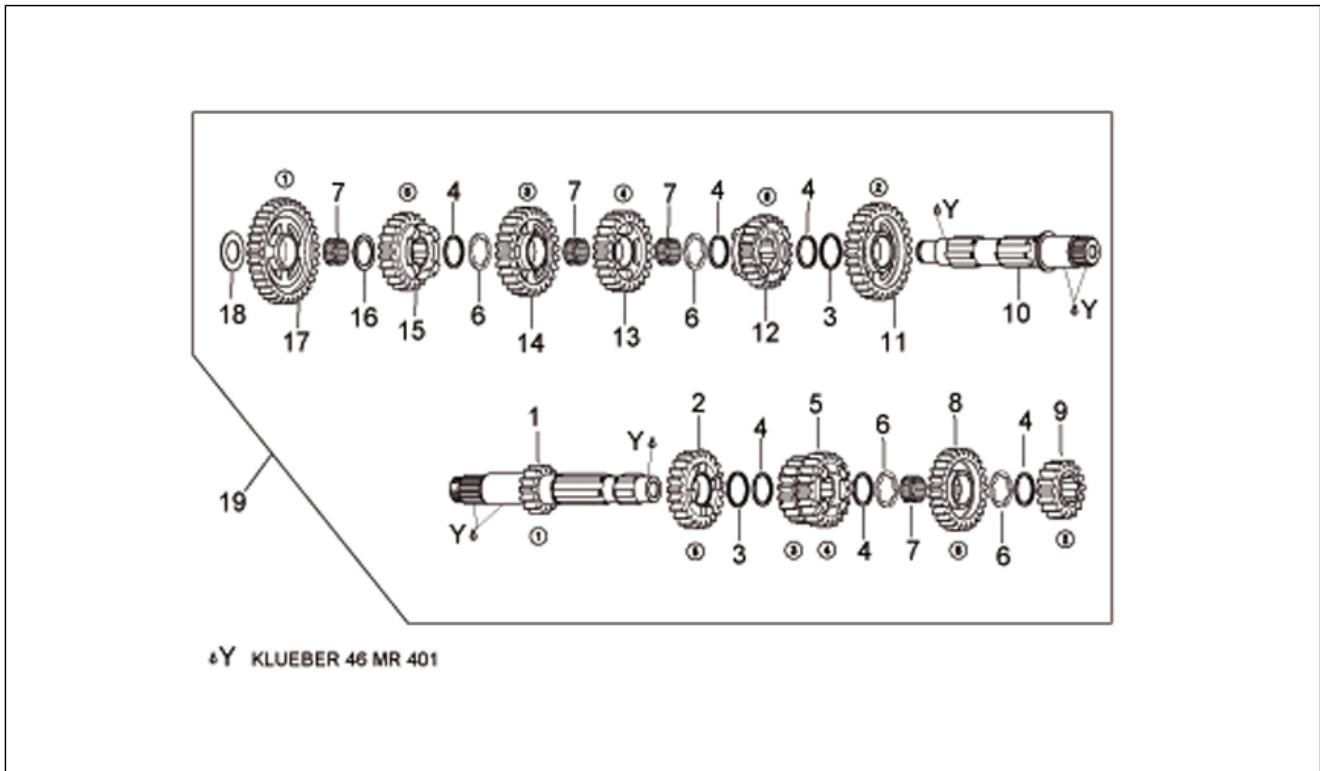 ① 7 ⑤ 4 ③ 7 ④ 7 4 ⑥ 4 ② Y
18 17 16 15 6 14 13 6 12 3 11 10 Y
1 Y 2 4 5 6 8 4 9
19 Y ① ⑤ 3 ③ ④ 4 7 ⑥ 6 ②
Y KLUEBER 46 MR 401